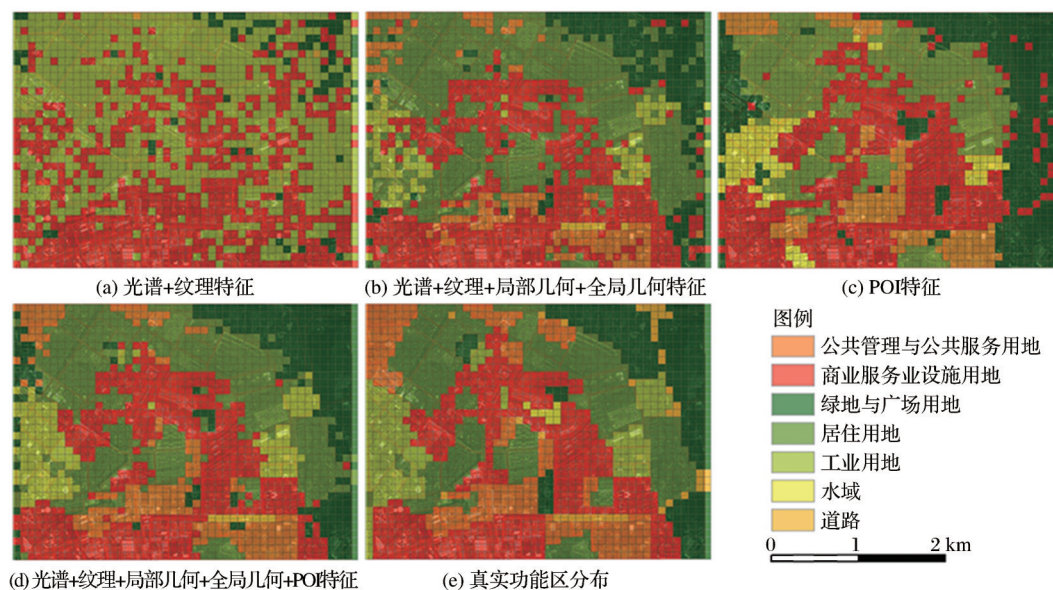 (a) 光谱+纹理特征
(b) 光谱+纹理+局部几何+全局几何特征
(c) POI特征
(d) 光谱+纹理+局部几何+全局几何+POI特征
(e) 真实功能区分布
图例
公共管理与公共服务用地
商业服务业设施用地
绿地与广场用地
居住用地
工业用地
水域
道路
0 1 2 km